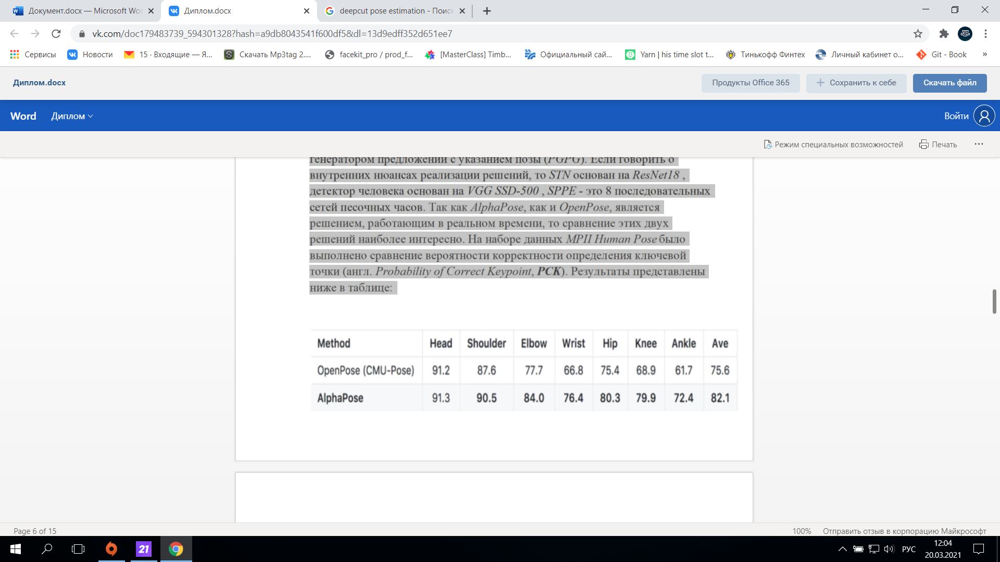 Документ.docx — Microsoft Wor
Диплом.docx
deepcut pose estimation - Поиск
vk.com/doc179483739_594301328?hash=a9db8043541f600df5&dl=13d9edff352d651ee7
Сервисы
Новости
15 · Входящие — Я...
Скачать Mp3tag 2....
facekit_pro / prod_f...
[MasterClass] Timb...
Официальный сай...
Yarn | his time slot t...
Тинькофф Финтех
Личный кабинет о...
Git - Book
»
Диплом.docx
Продукты Office 365
Сохранить к себе
Скачать файл
Word
Диплом
Войти
Режим специальных возможностей
Печать
генератором предложений с указанием позы (PGPG). Если говорить о
внутренних нюансах реализации решений, то STN основан на ResNet18 ,
детектор человека основан на VGG SSD-500 , SPPE - это 8 последовательных
сетей песочных часов. Так как AlphaPose, как и OpenPose, является
решением, работающим в реальном времени, то сравнение этих двух
решений наиболее интересно. На наборе данных MPII Human Pose было
выполнено сравнение вероятности корректности определения ключевой
точки (англ. Probability of Correct Keypoint, PCK). Результаты представлены
ниже в таблице:
Method Head Shoulder Elbow Wrist Hip Knee Ankle Ave
OpenPose (CMU-Pose) 91.2 87.6 77.7 66.8 75.4 68.9 61.7 75.6
AlphaPose 91.3 90.5 84.0 76.4 80.3 79.9 72.4 82.1
Page 6 of 15
100%
Отправить отзыв в корпорацию Майкрософт
21
РУС
12:04
20.03.2021